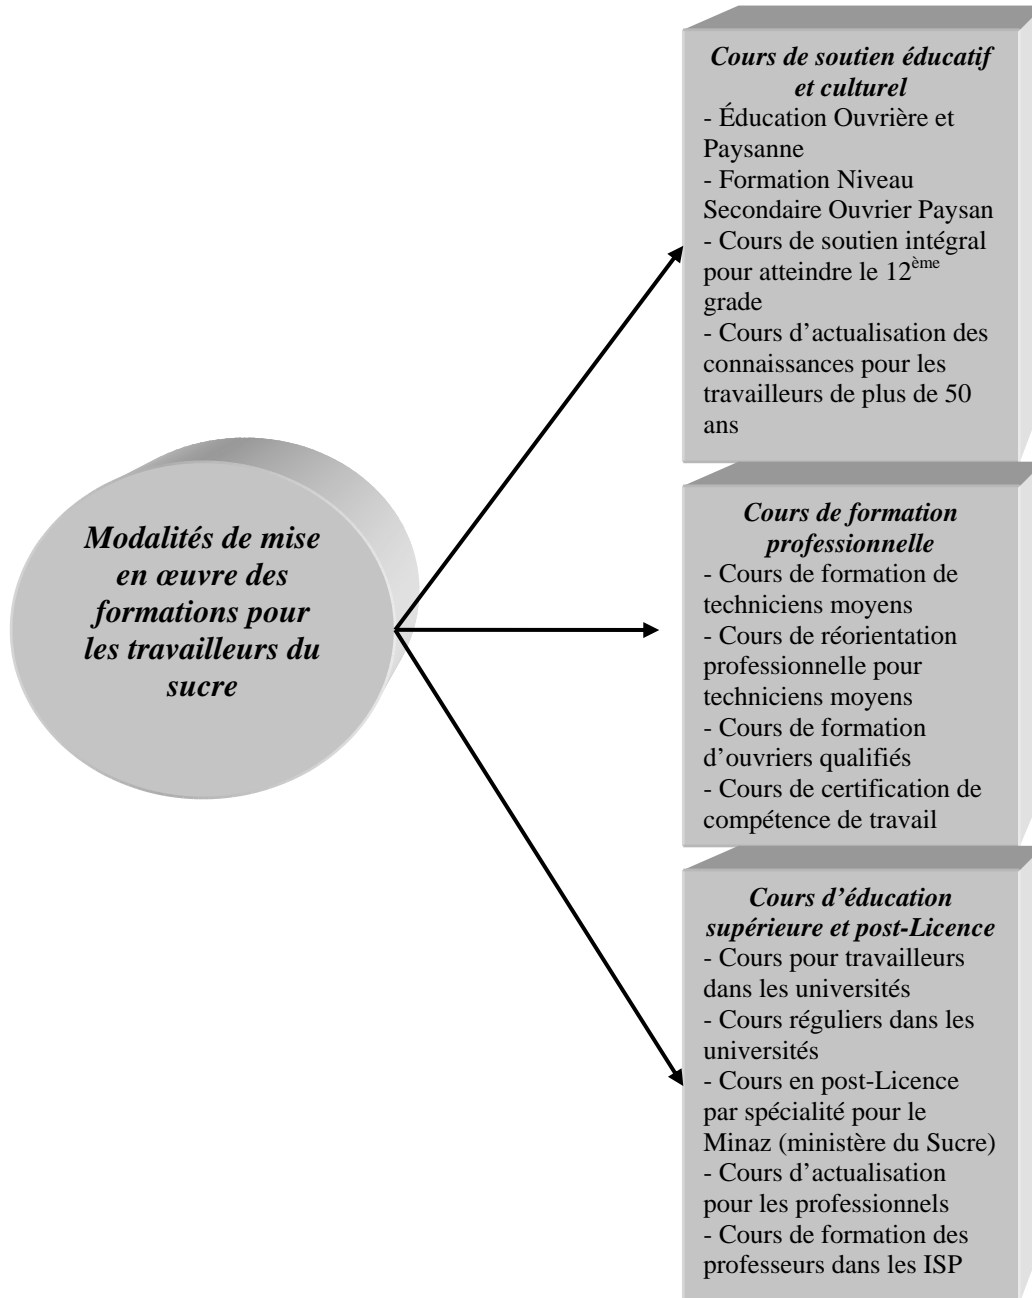 Modalités de mise
en œuvre des
formations pour
les travailleurs du
sucre
Cours de soutien éducatif
et culturel
- Éducation Ouvrière et
Paysanne
- Formation Niveau
Secondaire Ouvrier Paysan
- Cours de soutien intégral
pour atteindre le 12ème
grade
- Cours d’actualisation des
connaissances pour les
travailleurs de plus de 50
ans
Cours de formation
professionnelle
- Cours de formation de
techniciens moyens
- Cours de réorientation
professionnelle pour
techniciens moyens
- Cours de formation
d’ouvriers qualifiés
- Cours de certification de
compétence de travail
Cours d’éducation
supérieure et post-Licence
- Cours pour travailleurs
dans les universités
- Cours réguliers dans les
universités
- Cours en post-Licence
par spécialité pour le
Minaz (ministère du Sucre)
- Cours d’actualisation
pour les professionnels
- Cours de formation des
professeurs dans les ISP